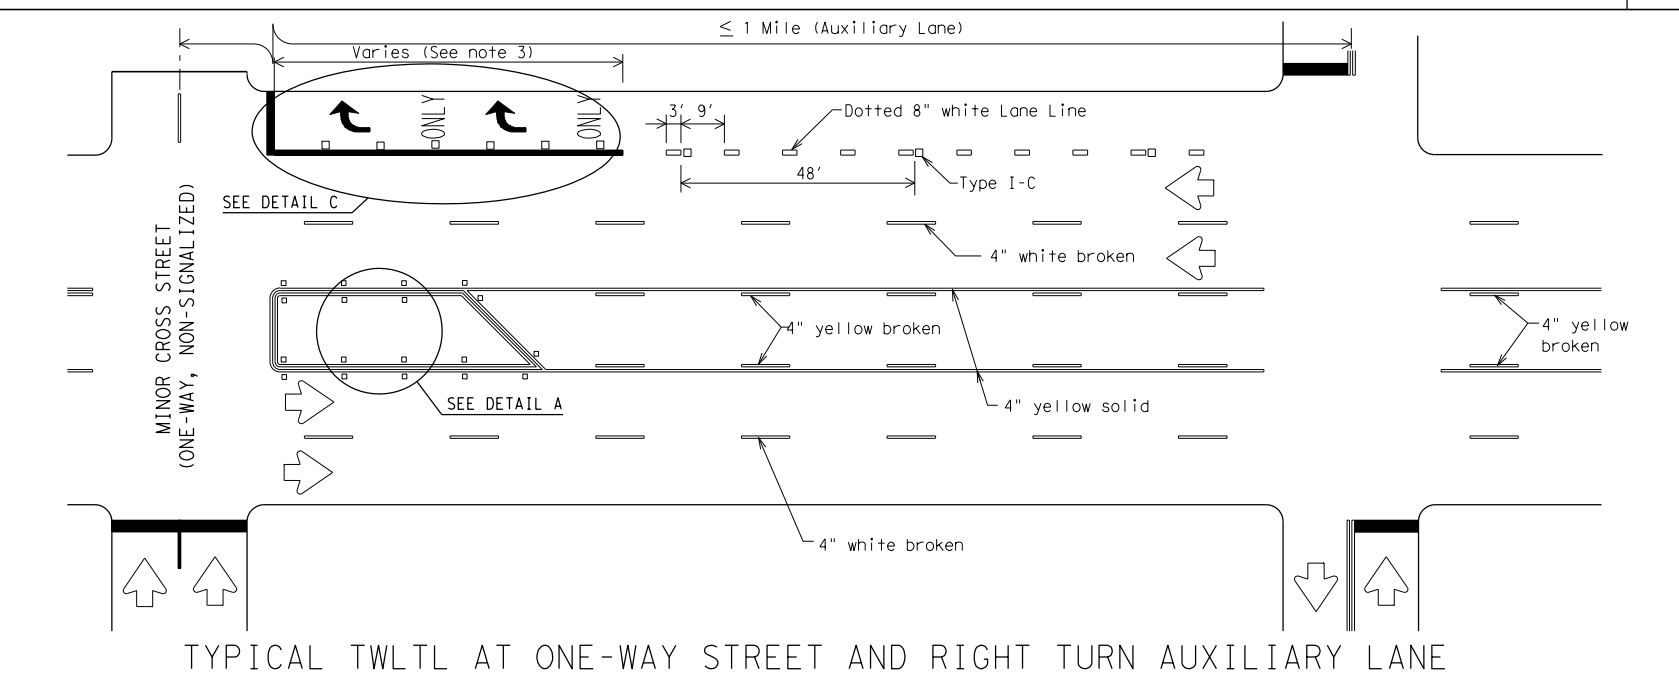 ≤ 1 Mile (Auxiliary Lane)
Varies (See note 3)
ONLY
ONLY
3' 9'
Dotted 8" white Lane Line
48'
Type I-C
SEE DETAIL C
MINOR CROSS STREET
(ONE-WAY, NON-SIGNALIZED)
4" white broken
4" yellow broken
4" yellow
broken
SEE DETAIL A
4" yellow solid
4" white broken
TYPICAL TWLTL AT ONE-WAY STREET AND RIGHT TURN AUXILIARY LANE